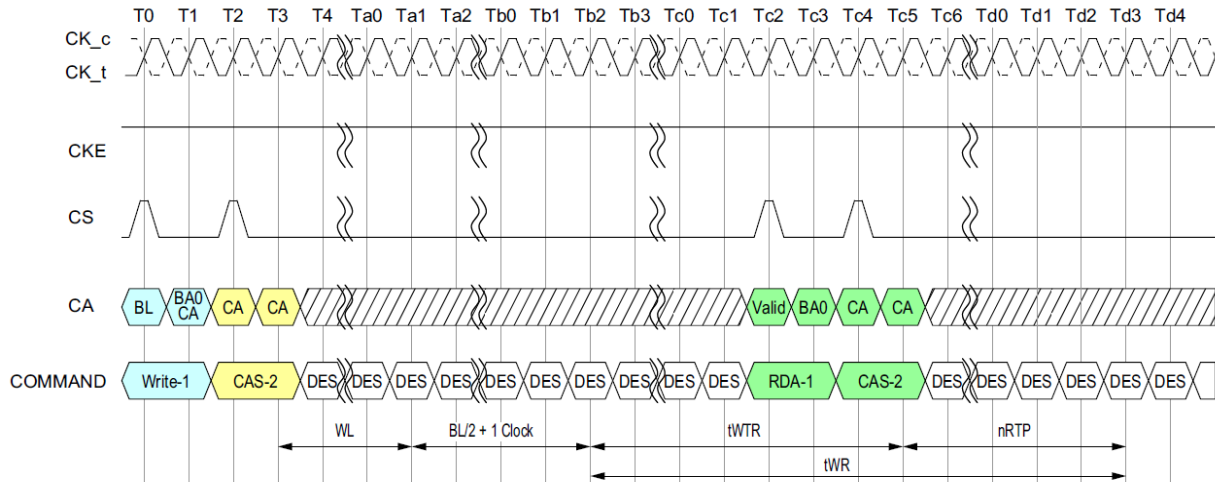 T0 T1 T2 T3 T4 Ta0 Ta1 Ta2 Tb0 Tb1 Tb2 Tb3 Tc0 Tc1 Tc2 Tc3 Tc4 Tc5 Tc6 Td0 Td1 Td2 Td3 Td4
CK_c
CK_t
CKE
CS
CA BL BA0 CA CA CA Valid BA0 CA CA
COMMAND Write-1 CAS-2 DES DES DES DES DES DES DES DES DES DES RDA-1 CAS-2 DES DES DES DES DES DES
WL BL/2 + 1 Clock tWTR nRTP
tWR